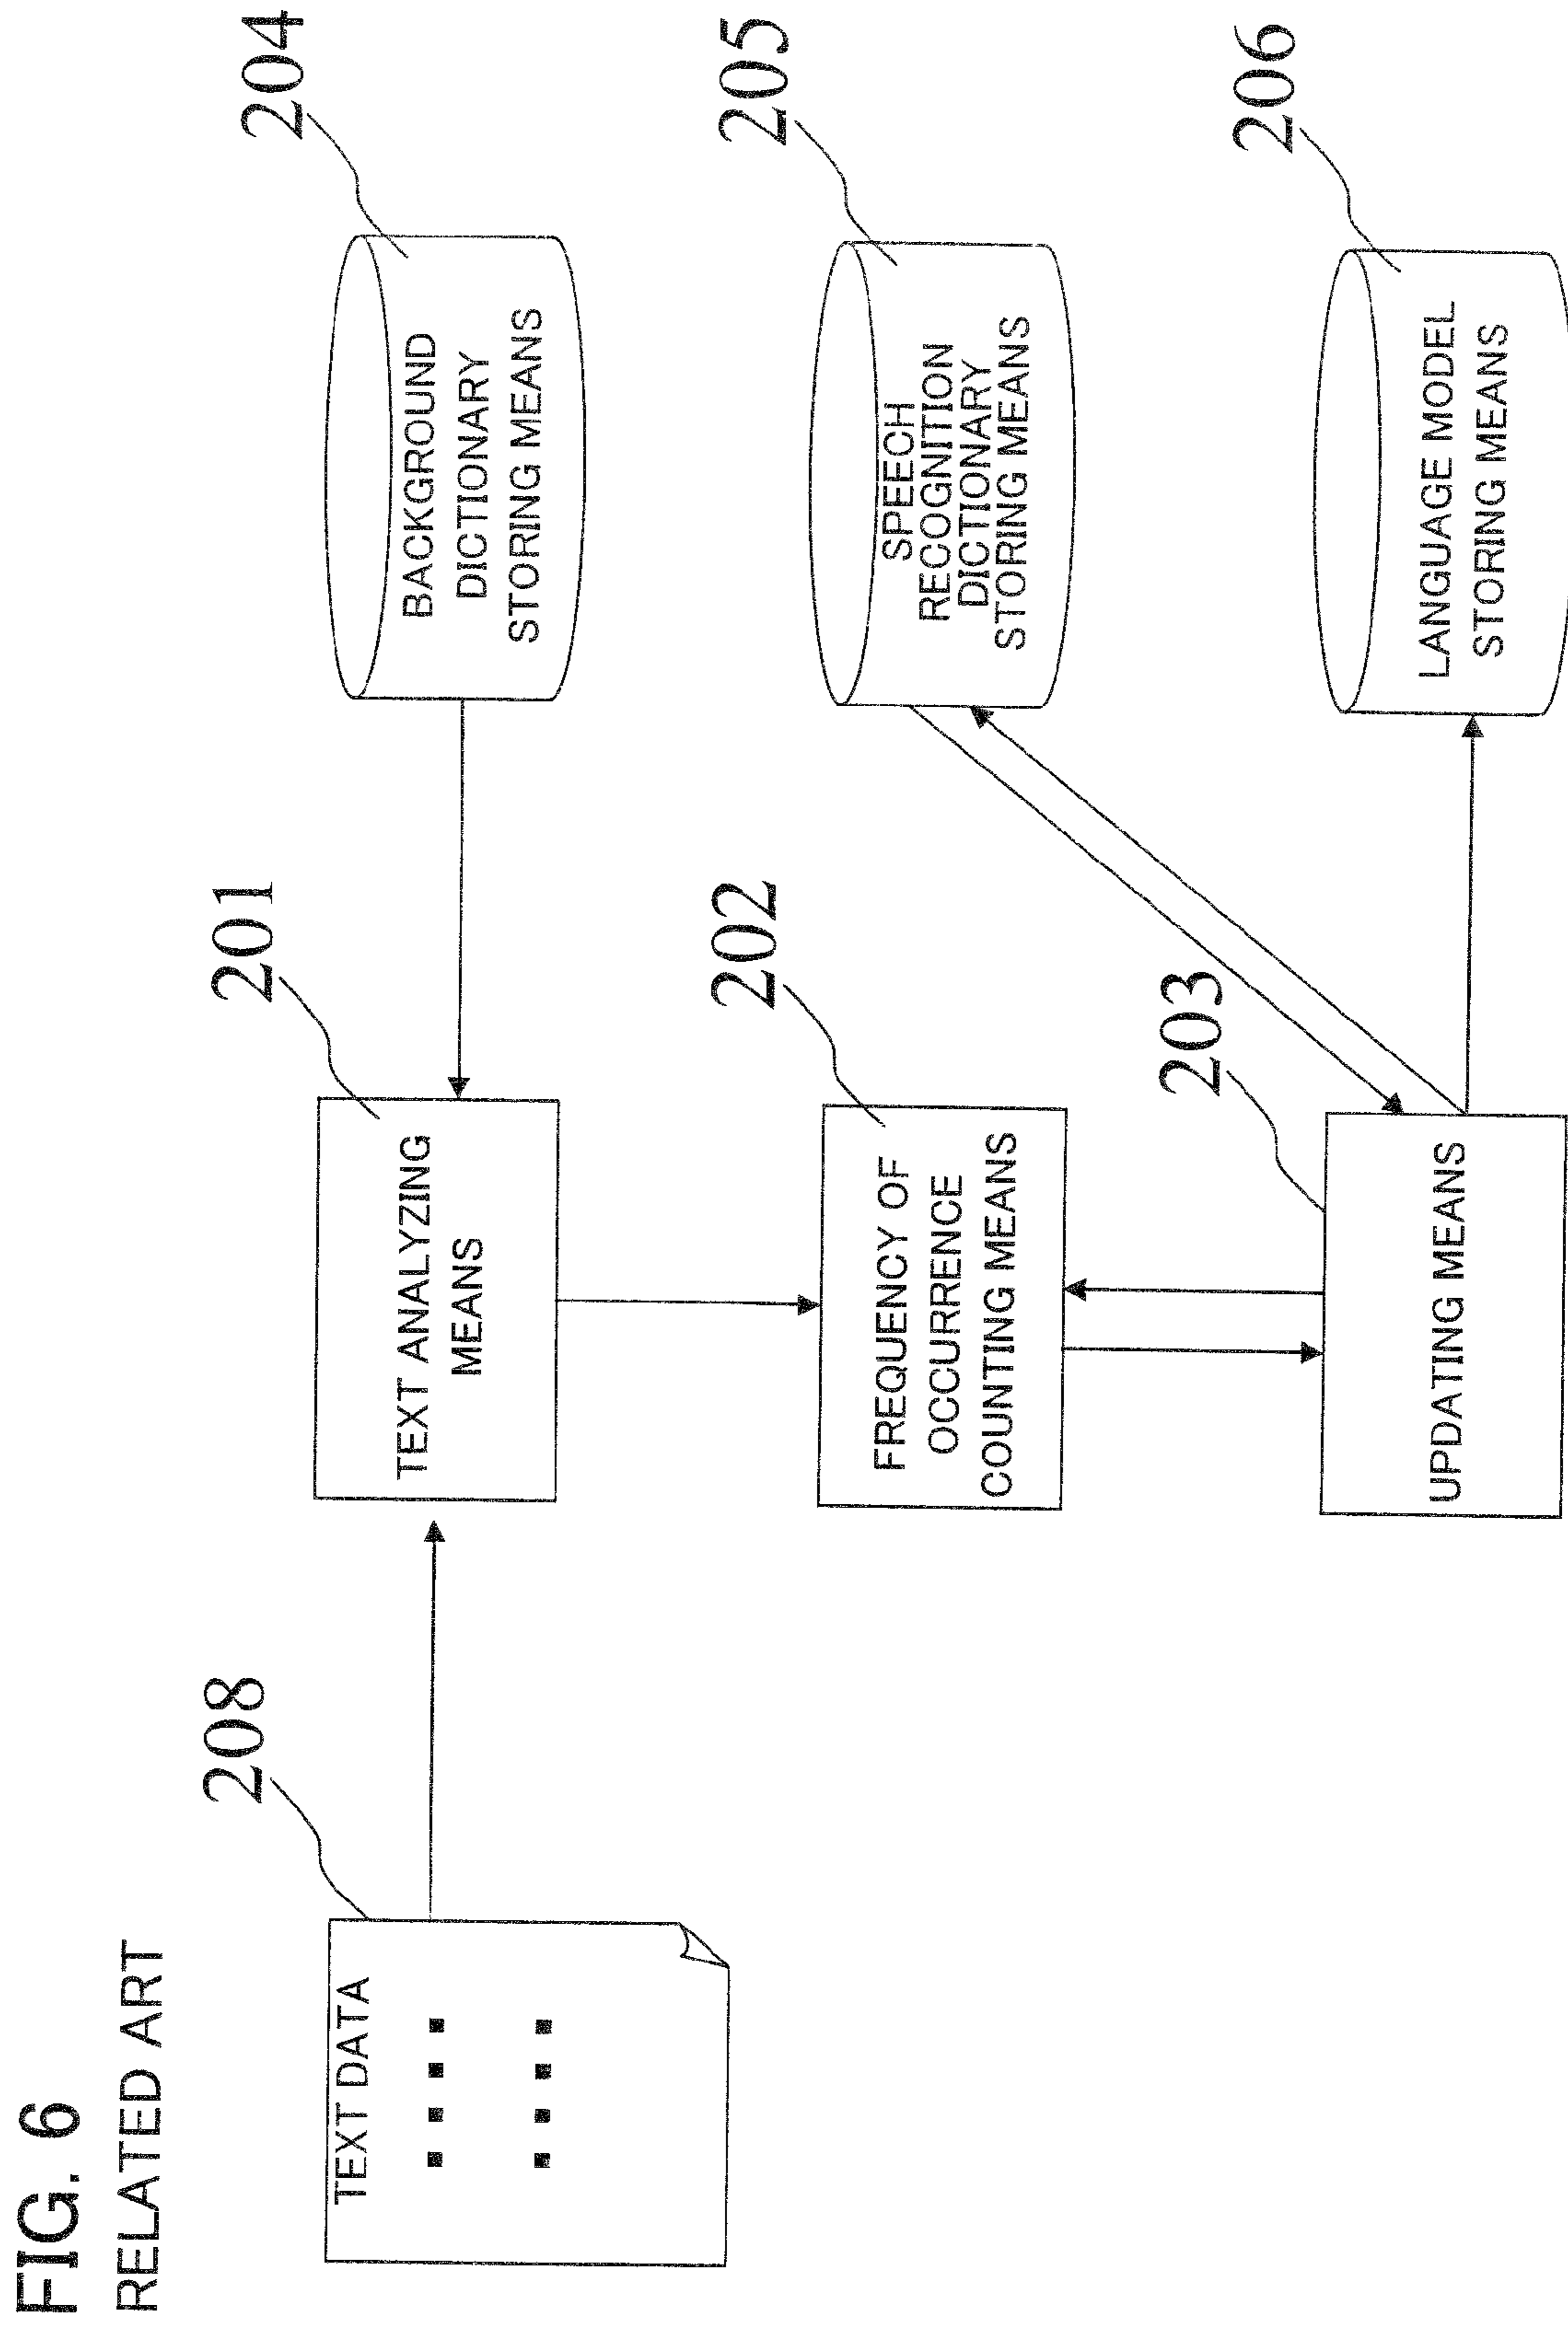 FIG. 6
RELATED ART
208
TEXT DATA
201
TEXT ANALYZING
MEANS
204
BACKGROUND
DICTIONARY
STORING MEANS
202
FREQUENCY OF
OCCURRENCE
COUNTING MEANS
205
SPEECH
RECOGNITION
DICTIONARY
STORING MEANS
203
UPDATING MEANS
206
LANGUAGE MODEL
STORING MEANS